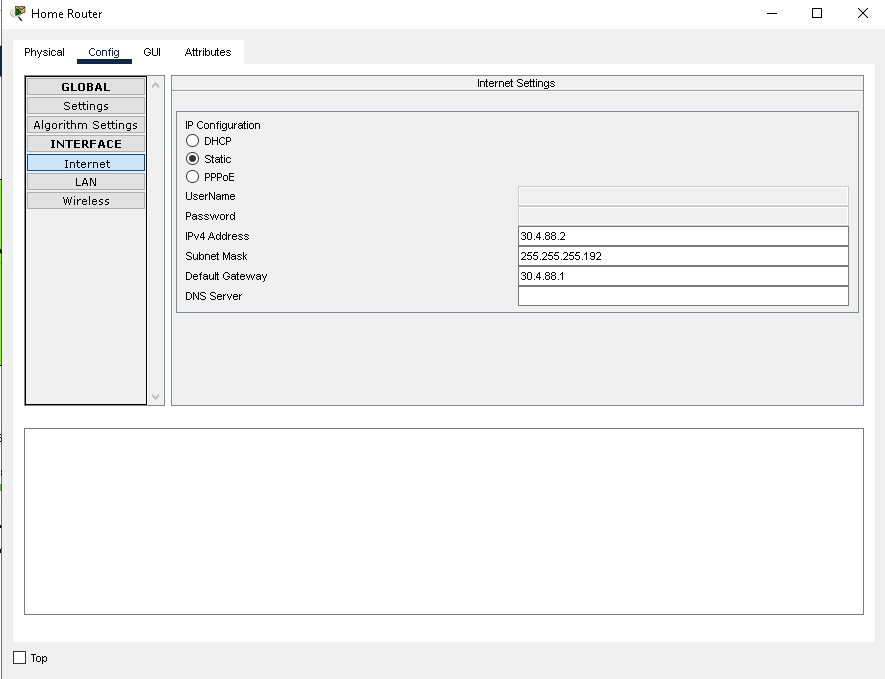 Home Router
Physical Config GUI Attributes
GLOBAL
Settings
Algorithm Settings
INTERFACE
Internet
LAN
Wireless
Internet Settings
IP Configuration
DHCP
Static
PPPoE
UserName
Password
IPv4 Address 30.4.88.2
Subnet Mask 255.255.255.192
Default Gateway 30.4.88.1
DNS Server
Top